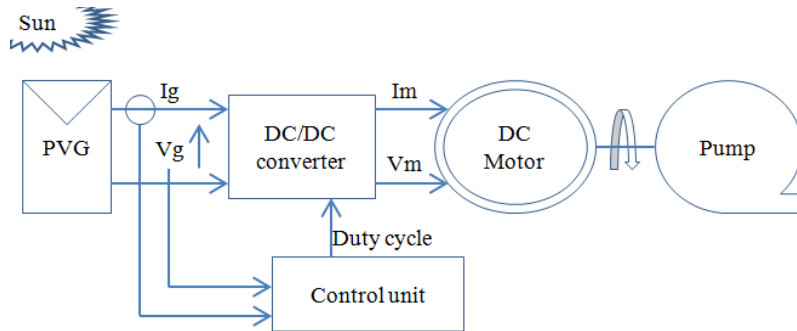 Sun
Ig
Im
PVG
Vg
DC/DC
converter
DC
Motor
Pump
Vm
Duty cycle
Control unit